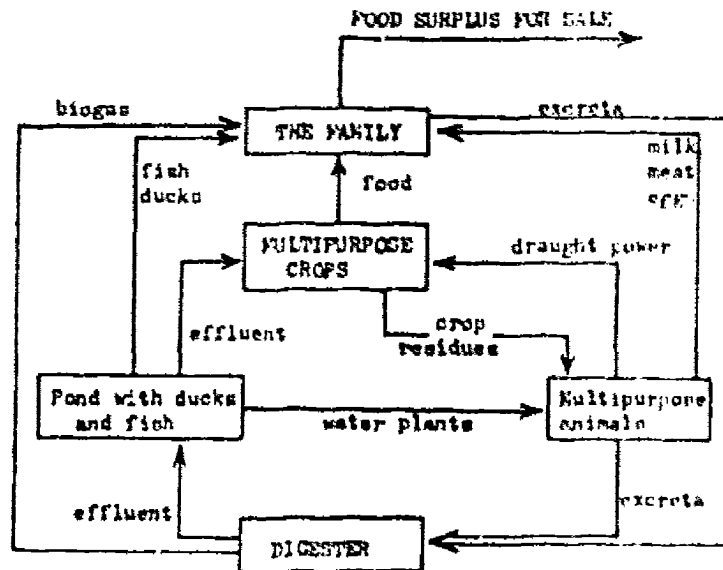 FOOD SURPLUS FOR SALE
biogas
excreta
THE FAMILY
milk
meat
fish
ducks
food
MULTIPURPOSE
CROPS
draught power
effluent
crop
residues
Pond with ducks
and fish
Multipurpose
animals
water plants
effluent
excreta
DIGESTER